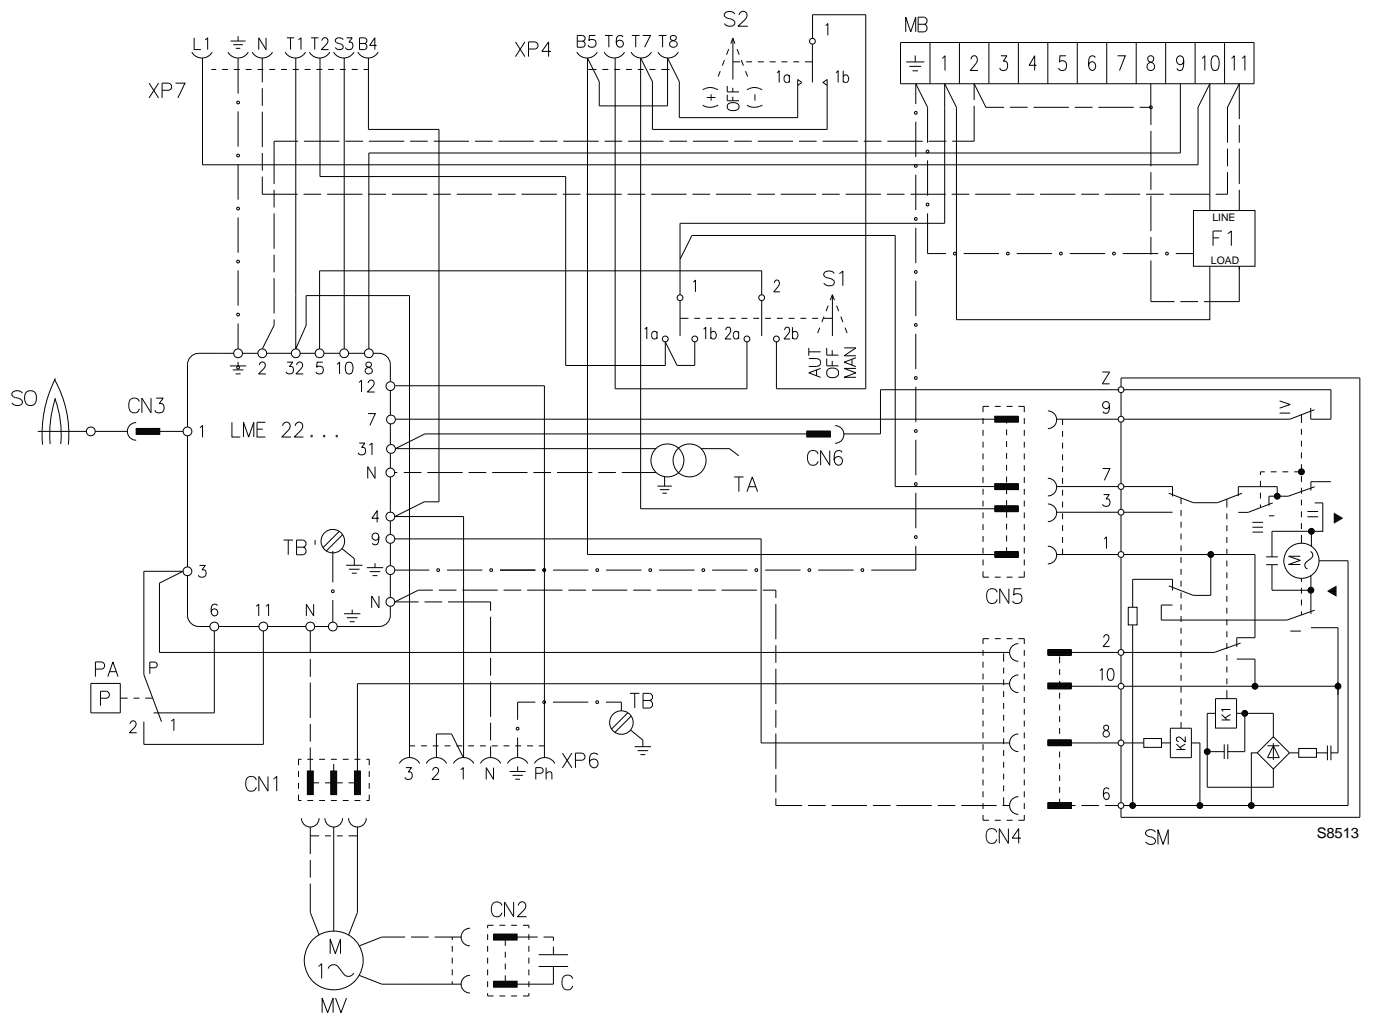 S2
MB
L1 N T1 T2 S3 B4
XP4
B5 T6 T7 T8
1
XP7
1a 1b
1 2 3 4 5 6 7 8 9 10 11
(+) OFF (-)
LINE
F1
LOAD
S1
1 2
1a 1b 2a 2b
AUT OFF MAN
2 32 5 10 8
SO
CN3
1
LME 22...
12
7
31
N
4
9
N
TA
CN6
Z
9
7
3
1
≥
M
CN5
TB'
3
6 11 N
PA
P
P
2 1
2
10
8
6
K1
K2
TB
3 2 1 N Ph
XP6
CN1
CN4
SM
S8513
CN2
M
1
C
MV